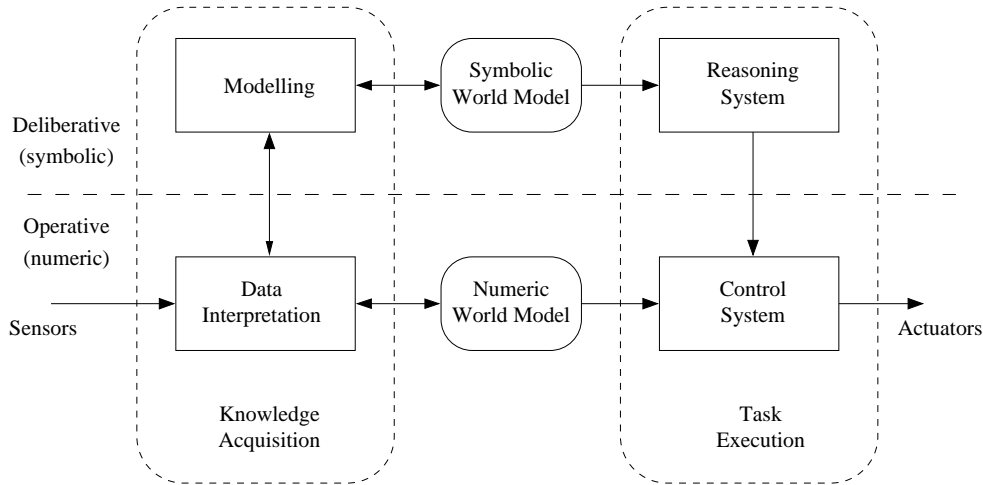 Modelling
Symbolic
World Model
Reasoning
System
Deliberative
(symbolic)
Operative
(numeric)
Sensors
Data
Interpretation
Numeric
World Model
Control
System
Actuators
Knowledge
Acquisition
Task
Execution